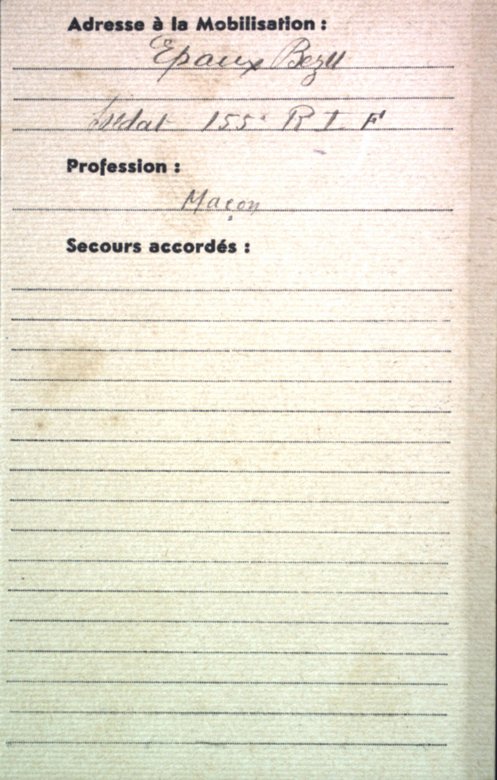 Adresse à la Mobilisation :
Epaux Bezu
Soldat 155e R I F
Profession :
Maçon
Secours accordés :